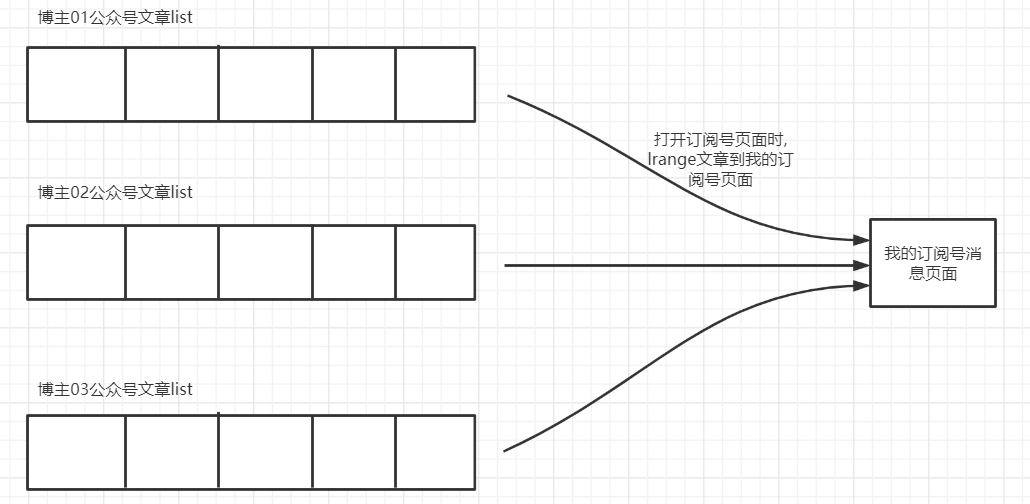 博主01公众号文章list
打开订阅号页面时,
lrange文章到我的订
阅号页面
博主02公众号文章list
我的订阅号消
息页面
博主03公众号文章list